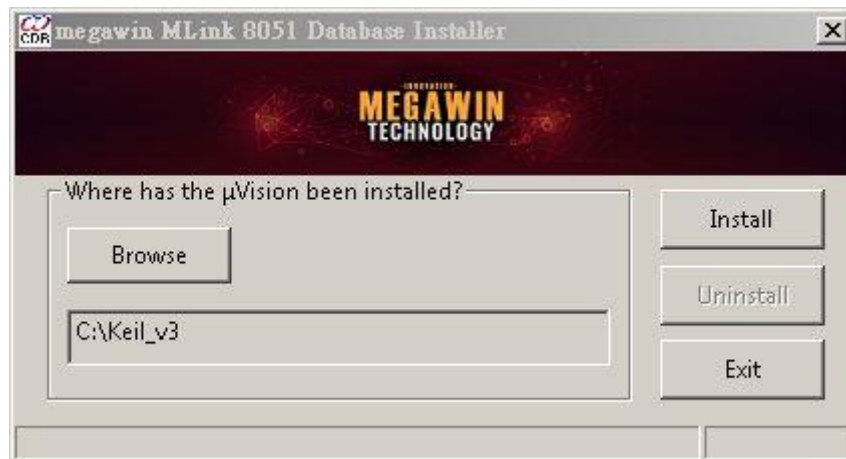 CDR megawin MLink 8051 Database Installer
INNOVATION
MEGAWIN
TECHNOLOGY
Where has the µVision been installed?
Browse
C:\Keil_v3
Install
Uninstall
Exit